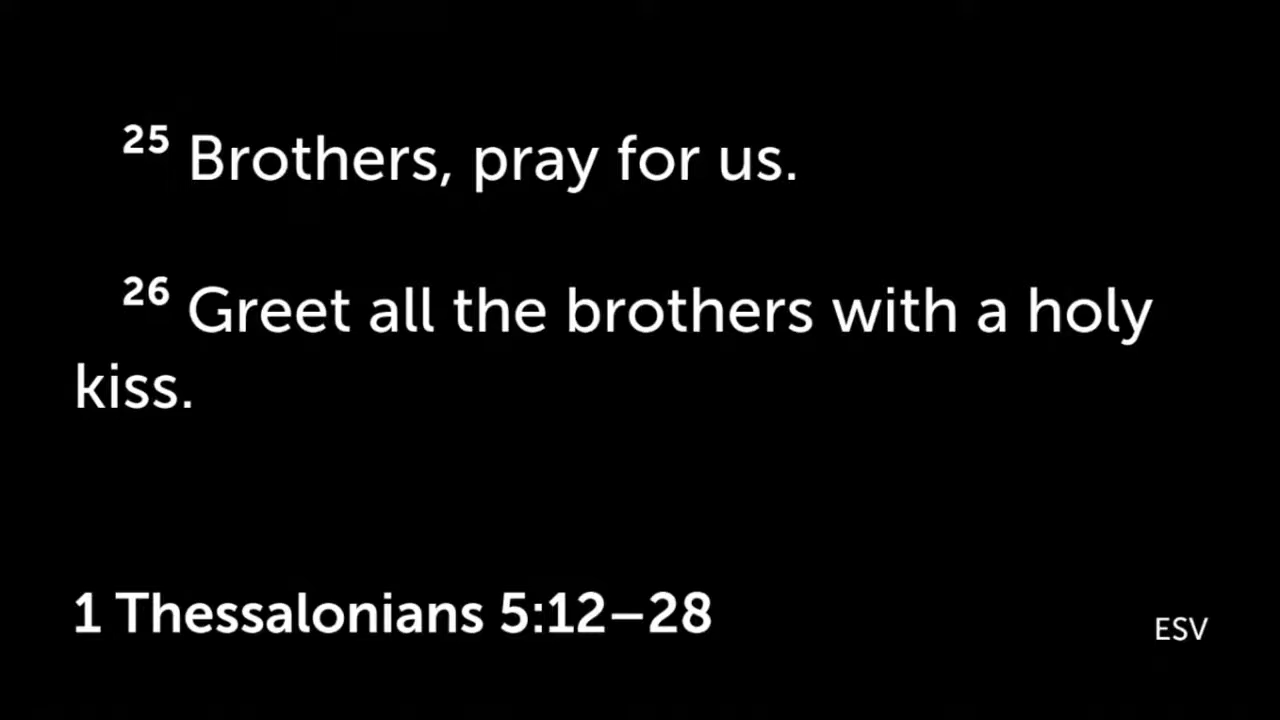 25 Brothers, pray for us.
26 Greet all the brothers with a holy
kiss.
1 Thessalonians 5:12–28
ESV